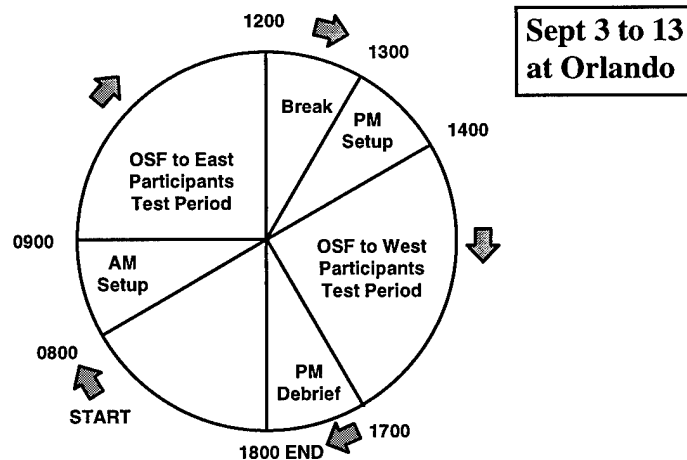 Sept 3 to 13
at Orlando
1200
1300
Break
PM
Setup
1400
OSF to East
Participants
Test Period
0900
AM
Setup
OSF to West
Participants
Test Period
0800
START
PM
Debrief
1700
1800 END